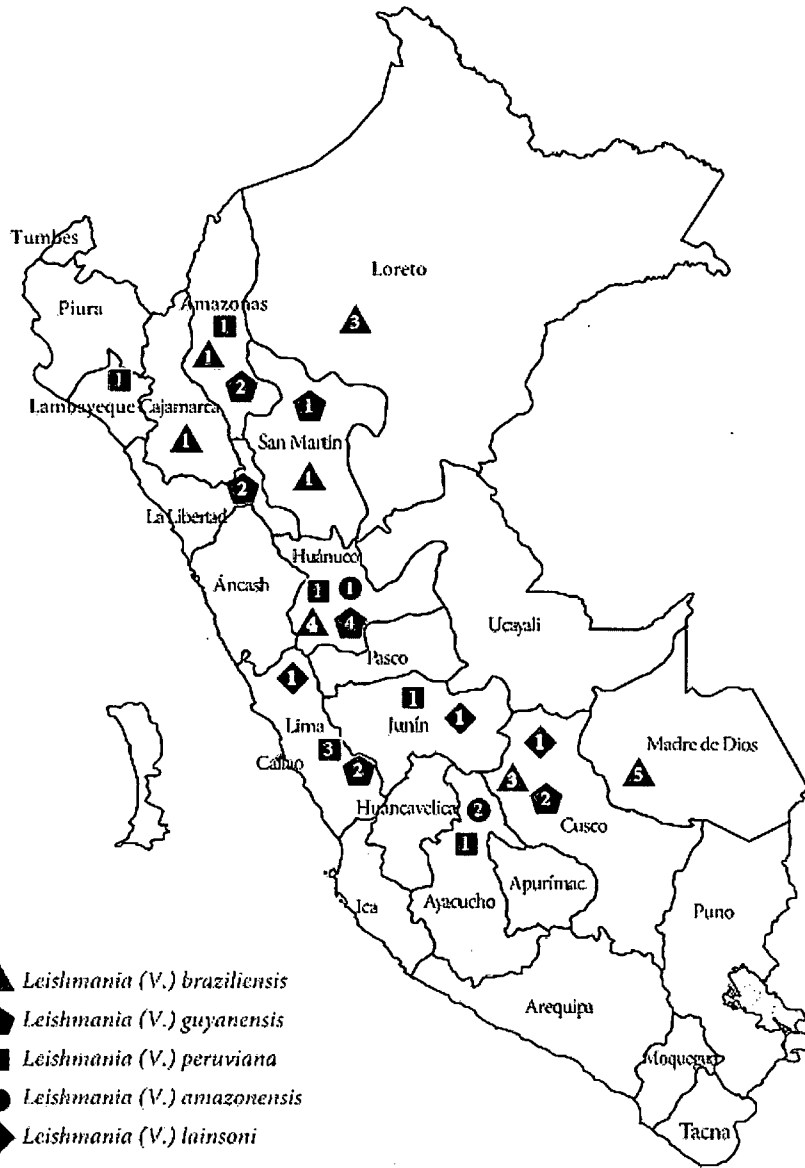 Tumbes
Loreto
Piura
Amazonas
1
3
1
1
2
1
Lambayeque
Cajamarca
1
San Martín
1
2
La Libertad
Huánuco
Áncash
1
1
4
4
Ucayali
Pasco
1
1
Junín
1
1
Lima
3
Callao
2
Madre de Dios
3
5
2
Huancavelica
2
Cusco
1
Apurímac
Ica
Ayacucho
Puno
Leishmania (V.) braziliensis
Leishmania (V.) guyanensis
Arequipa
Leishmania (V.) peruviana
Moquegua
Leishmania (V.) amazonensis
Leishmania (V.) lainsoni
Tacna